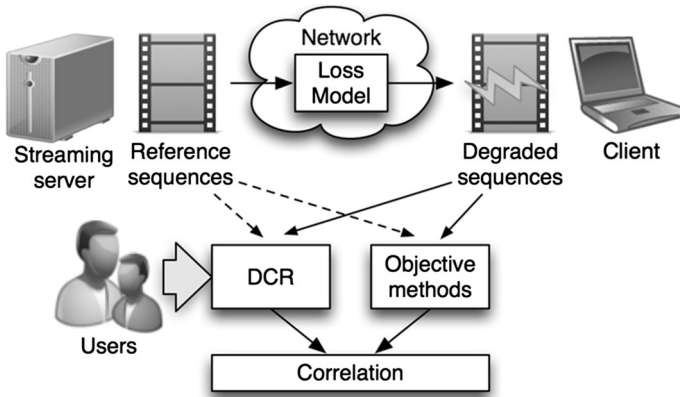 Network
Loss
Model
Streaming
server
Reference
sequences
Degraded
sequences
Client
DCR
Objective
methods
Users
Correlation